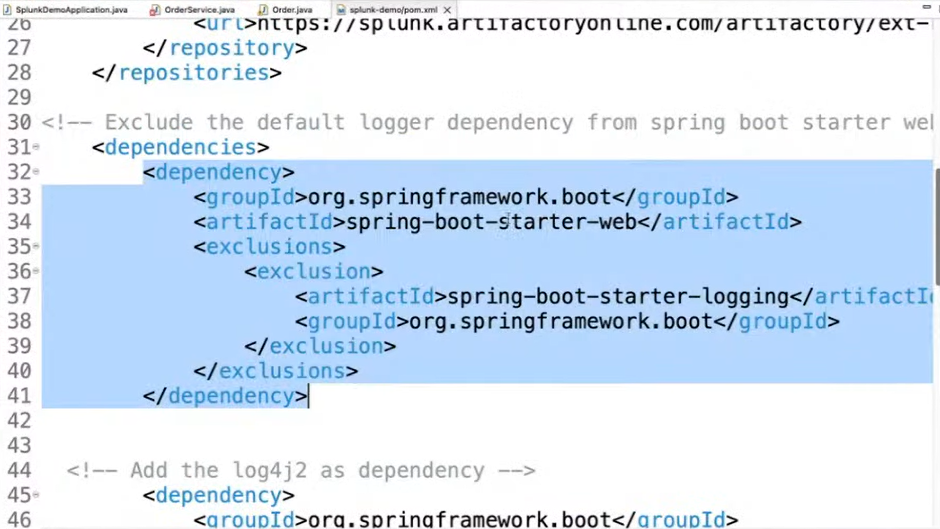 SplunkDemoApplication.java OrderService.java Order.java splunk-demo/pom.xml
26 <url>https://splunk.artifactoryonline.com/artifactory/ext-
27 </repository>
28 </repositories>
29
30 <!-- Exclude the default logger dependency from spring boot starter web
31 <dependencies>
32 <dependency>
33 <groupId>org.springframework.boot</groupId>
34 <artifactId>spring-boot-starter-web</artifactId>
35 <exclusions>
36 <exclusion>
37 <artifactId>spring-boot-starter-logging</artifactId
38 <groupId>org.springframework.boot</groupId>
39 </exclusion>
40 </exclusions>
41 </dependency>
42
43
44 <!-- Add the log4j2 as dependency -->
45 <dependency>
46 <groupId>org.springframework.boot</groupId>